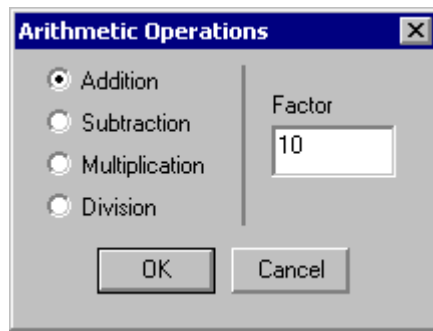 Arithmetic Operations
Addition
Subtraction
Multiplication
Division
Factor
10
OK
Cancel